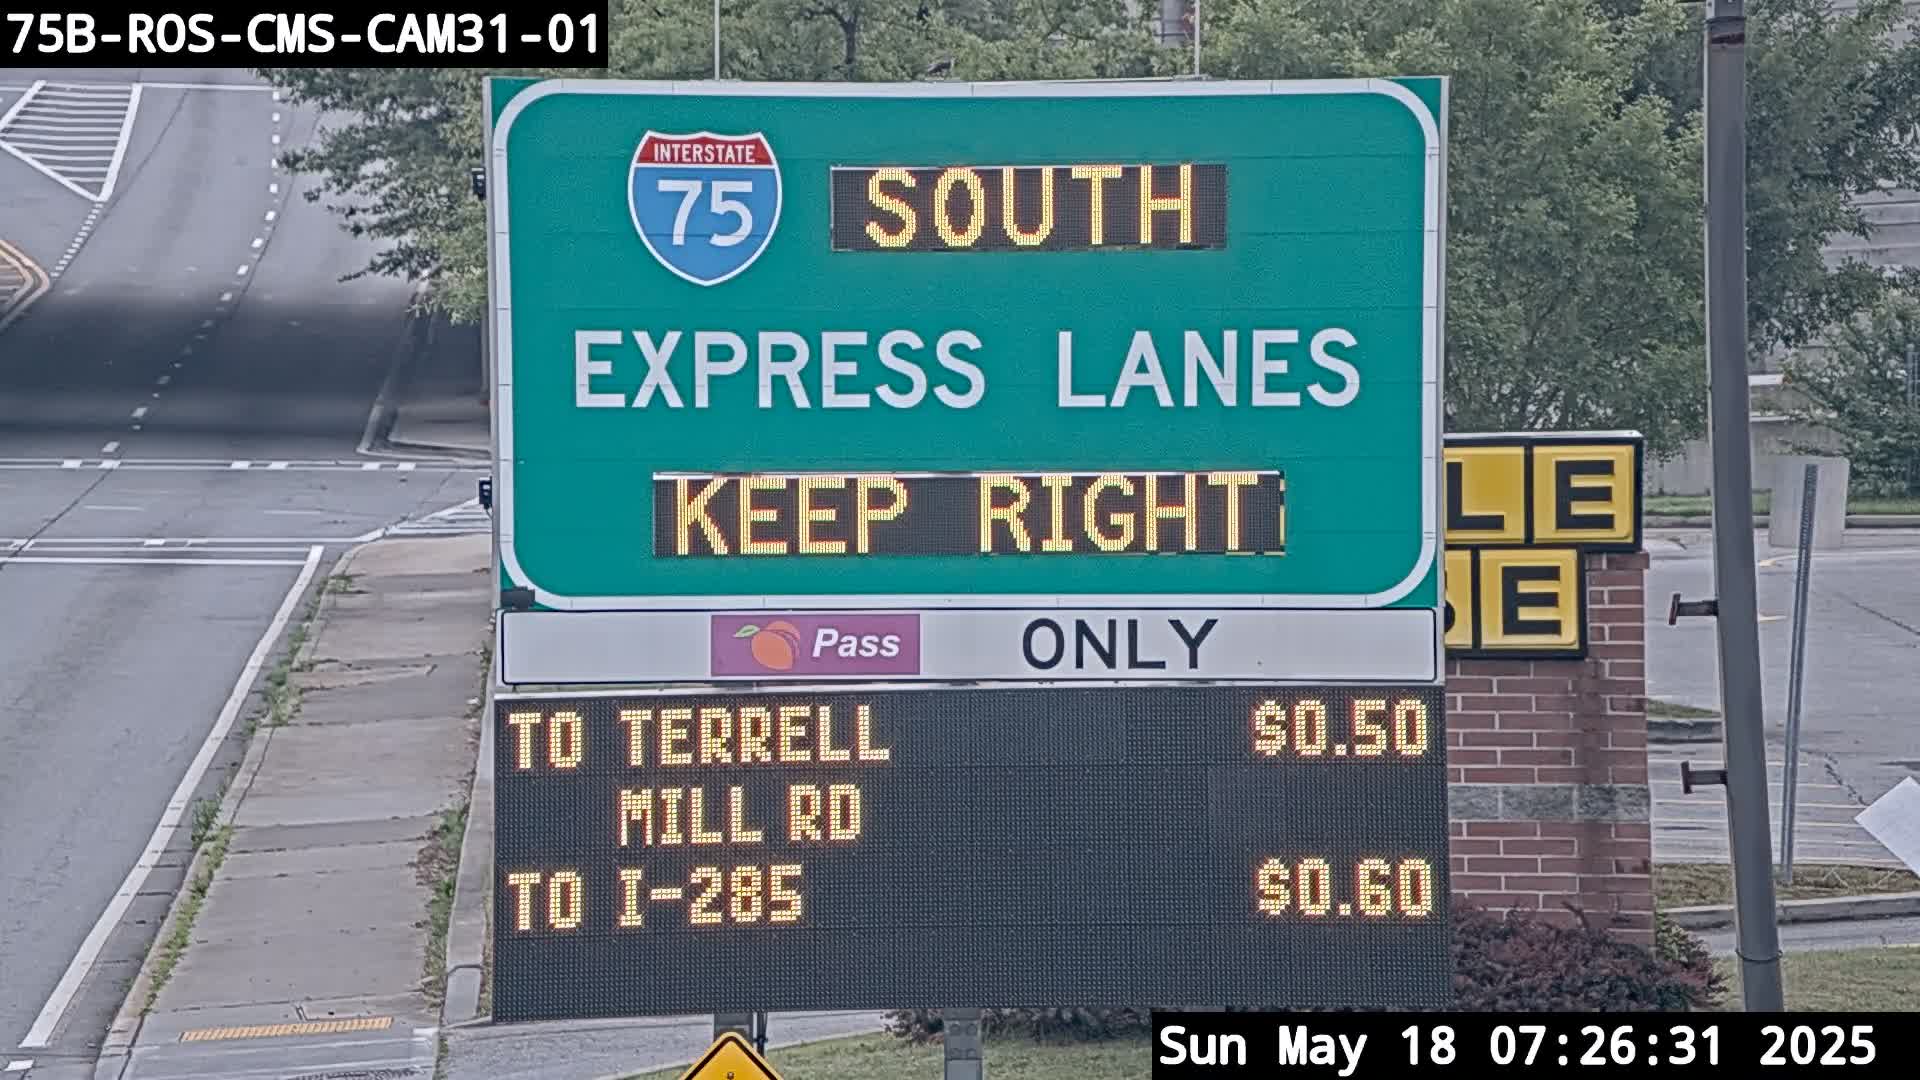 75B-ROS-CMS-CAM31-01
INTERSTATE
75
SOUTH
EXPRESS LANES
KEEP RIGHT
LE
E
Pass ONLY
TO TERRELL $0.50
MILL RD
TO I-285 $0.60
Sun May 18 07:26:31 2025